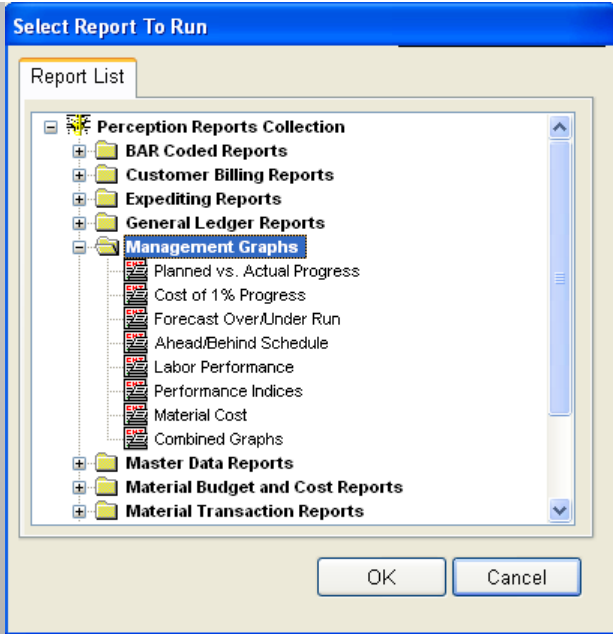 Select Report To Run
Report List
Perception Reports Collection
BAR Coded Reports
Customer Billing Reports
Expediting Reports
General Ledger Reports
Management Graphs
Planned vs. Actual Progress
Cost of 1% Progress
Forecast Over/Under Run
Ahead/Behind Schedule
Labor Performance
Performance Indices
Material Cost
Combined Graphs
Master Data Reports
Material Budget and Cost Reports
Material Transaction Reports
OK
Cancel